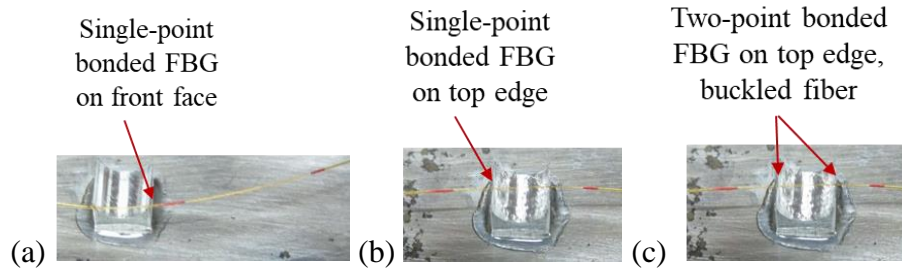 Single-point
bonded FBG
on front face
Single-point
bonded FBG
on top edge
Two-point bonded
FBG on top edge,
buckled fiber
(a)
(b)
(c)